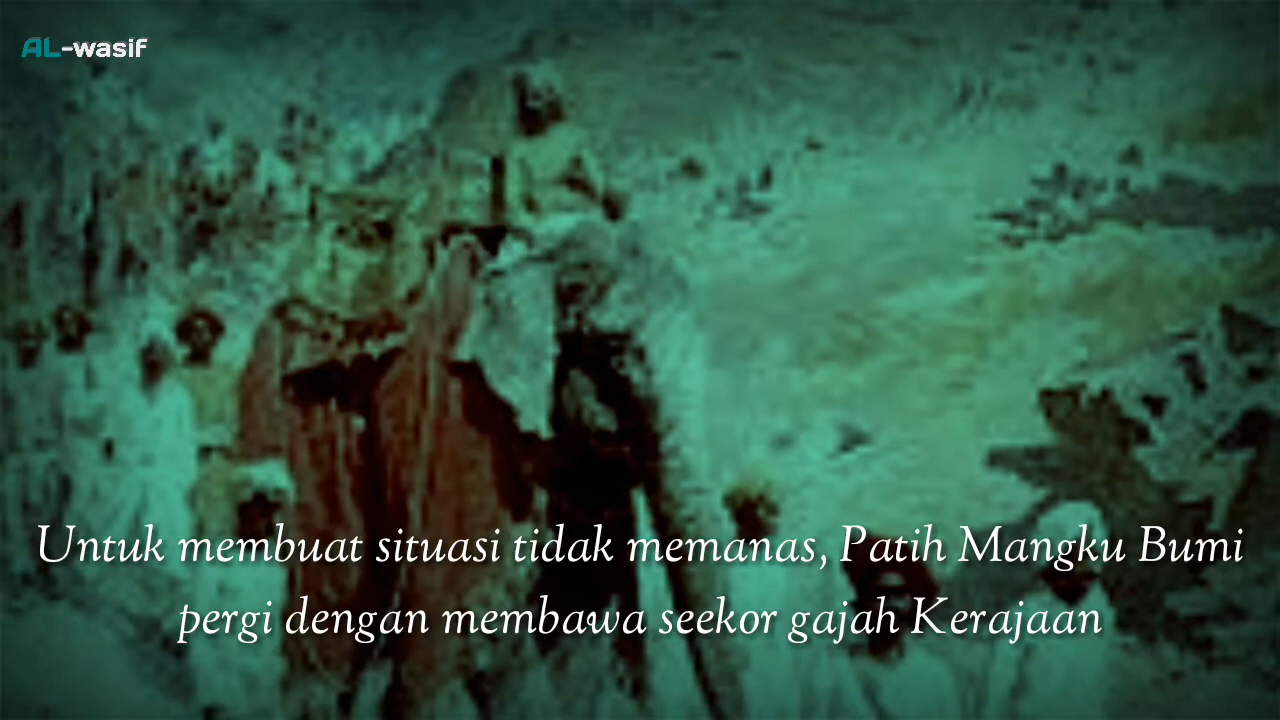 AL-wasif
Untuk membuat situasi tidak memanas, Patih Mangku Bumi
pergi dengan membawa seekor gajah Kerajaan